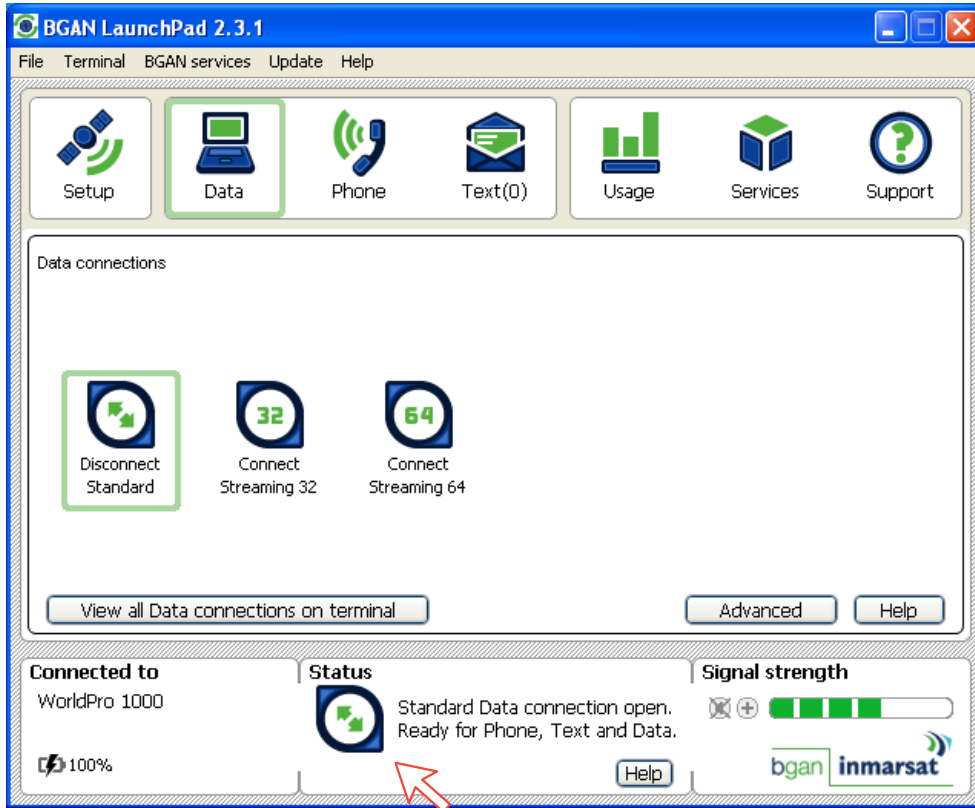 BGAN LaunchPad 2.3.1
File Terminal BGAN services Update Help
Setup Data Phone Text(0) Usage Services Support
Data connections
32 64
Disconnect Connect Connect
Standard Streaming 32 Streaming 64
View all Data connections on terminal Advanced Help
Connected to Status Signal strength
WorldPro 1000
Standard Data connection open.
Ready for Phone, Text and Data.
100%
Help
bgan inmarsat